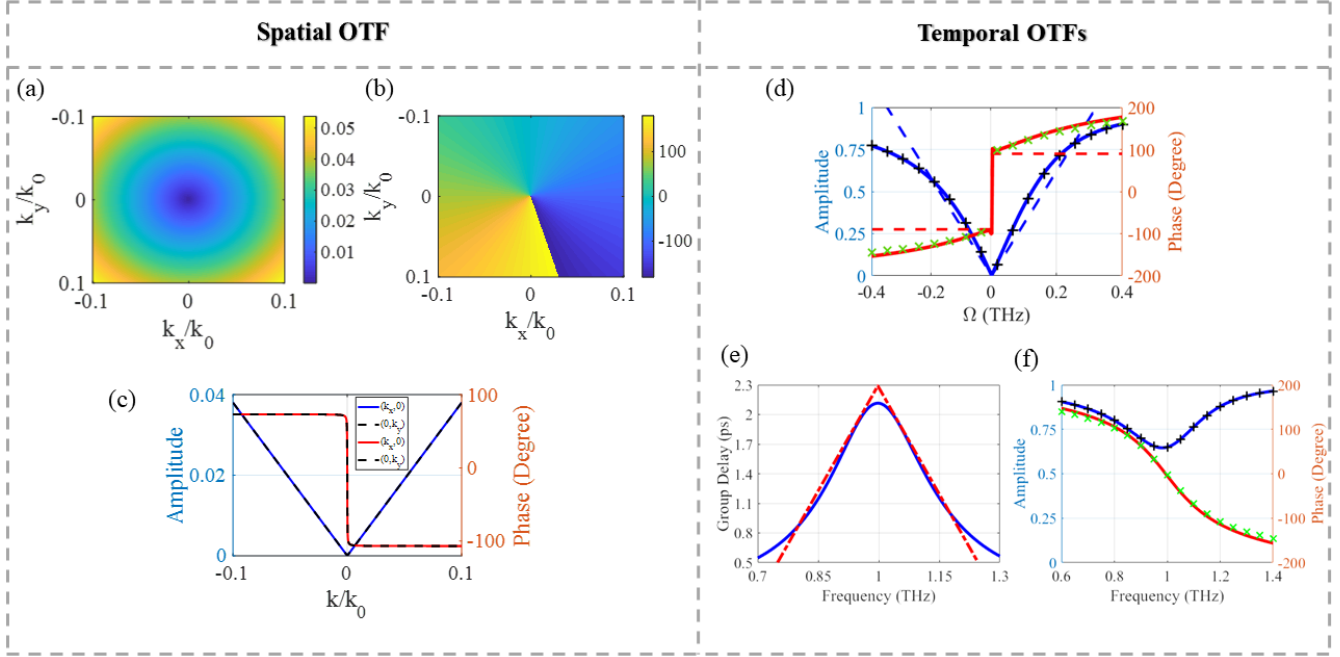 Spatial OTF
Temporal OTFs
(a)
-0.1
0
0.1
k_y/k_0
-0.1
0
0.1
k_x/k_0
0.05
0.04
0.03
0.02
0.01
(b)
-0.1
0
0.1
k_y/k_0
-0.1
0
0.1
k_x/k_0
100
0
-100
(c)
0.04
0.02
0
Amplitude
-0.1
0
0.1
k/k_0
100
0
-100
Phase (Degree)
(k_x,0)
(0,k_y)
(k_x,0)
(0,k_y)
(d)
1
0.75
0.5
0.25
0
Amplitude
-0.4
-0.2
0
0.2
0.4
Ω (THz)
200
100
0
-100
-200
Phase (Degree)
(e)
2.3
2
1.7
1.4
1.1
0.8
0.5
Group Delay (ps)
0.7
0.85
1
1.15
1.3
Frequency (THz)
(f)
1
0.75
0.5
0.25
0
Amplitude
0.6
0.8
1
1.2
1.4
Frequency (THz)
200
100
0
-100
-200
Phase (Degree)